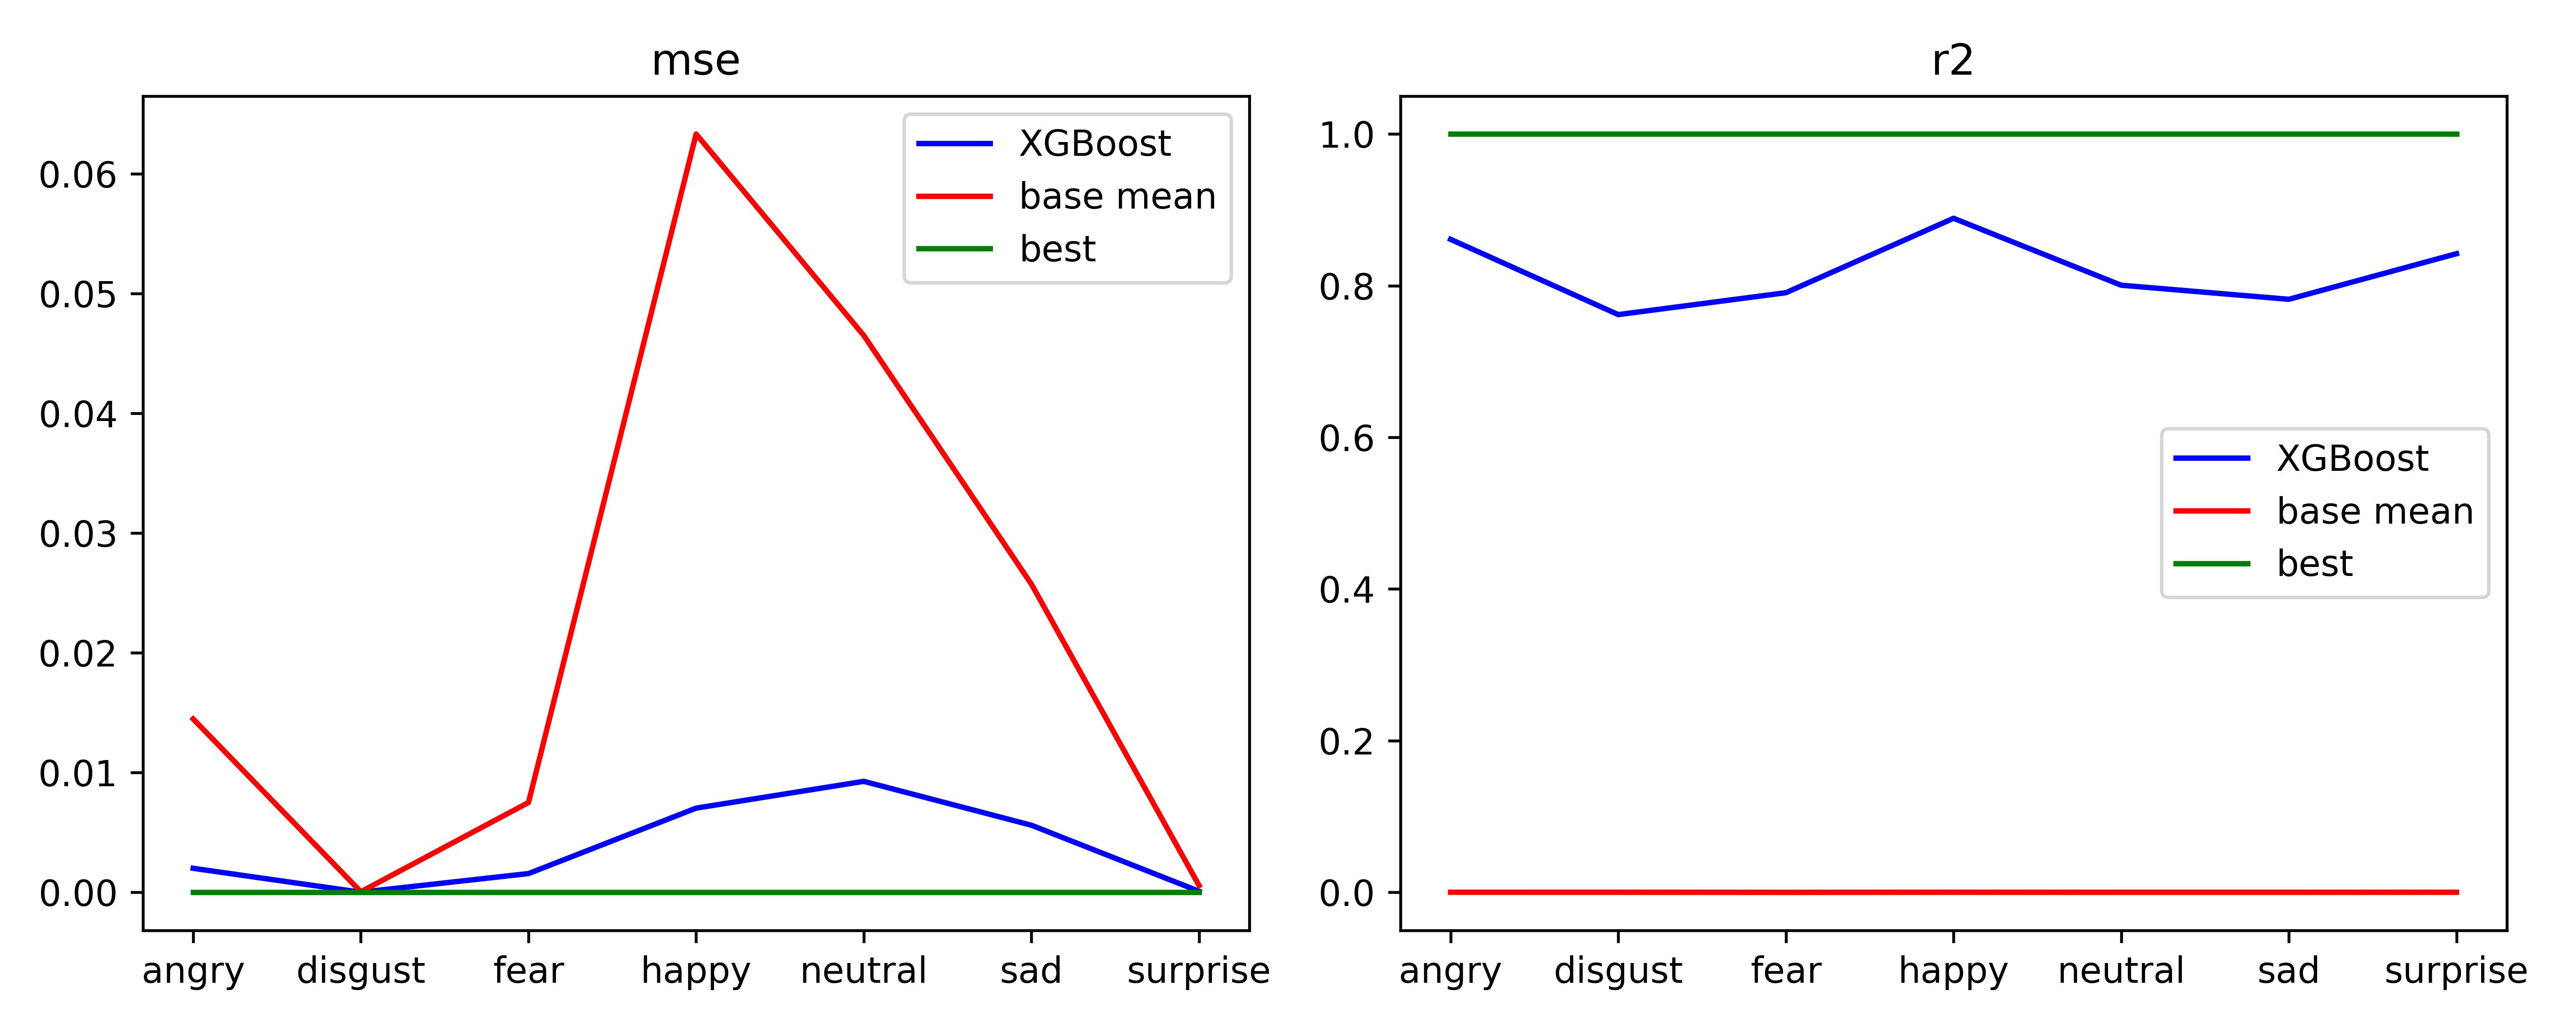 mse
0.06
0.05
0.04
0.03
0.02
0.01
0.00
XGBoost
base mean
best
angry disgust fear happy neutral sad surprise
r2
1.0
0.8
0.6
0.4
0.2
0.0
XGBoost
base mean
best
angry disgust fear happy neutral sad surprise